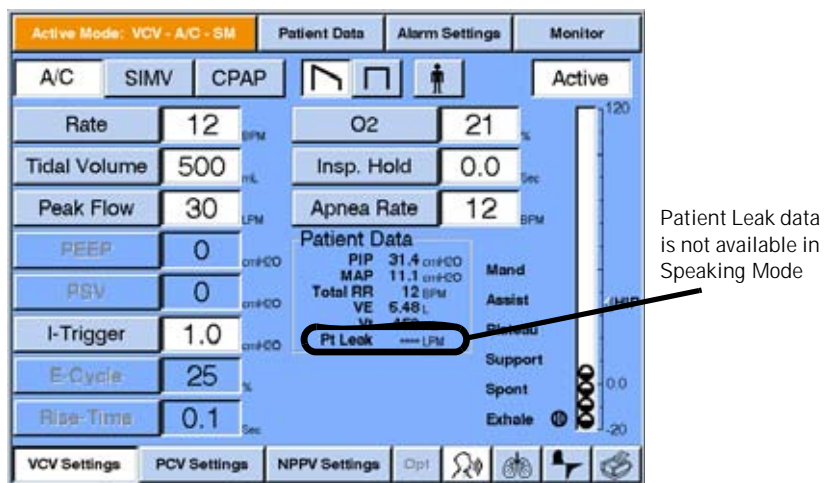 Active Mode: VCV - A/C - SM Patient Data Alarm Settings Monitor
A/C SIMV CPAP Active
Rate 12 BPM O2 21 %
120
Tidal Volume 500 mL Insp. Hold 0.0 Sec
Peak Flow 30 LPM Apnea Rate 12 BPM
PEEP 0 cmH2O
PSV 0 cmH2O
I-Trigger 1.0 cmH2O
E-Cycle 25 %
Rise-Time 0.1 Sec
Patient Data
PIP 31.4 cmH2O
MAP 11.1 cmH2O
Total RR 12 BPM
VE 6.48 L
Pt Leak ---- LPM
Mand
Assist
Support
Spont
Exhale
0.0
-20
Patient Leak data
is not available in
Speaking Mode
VCV Settings PCV Settings NPPV Settings Opt